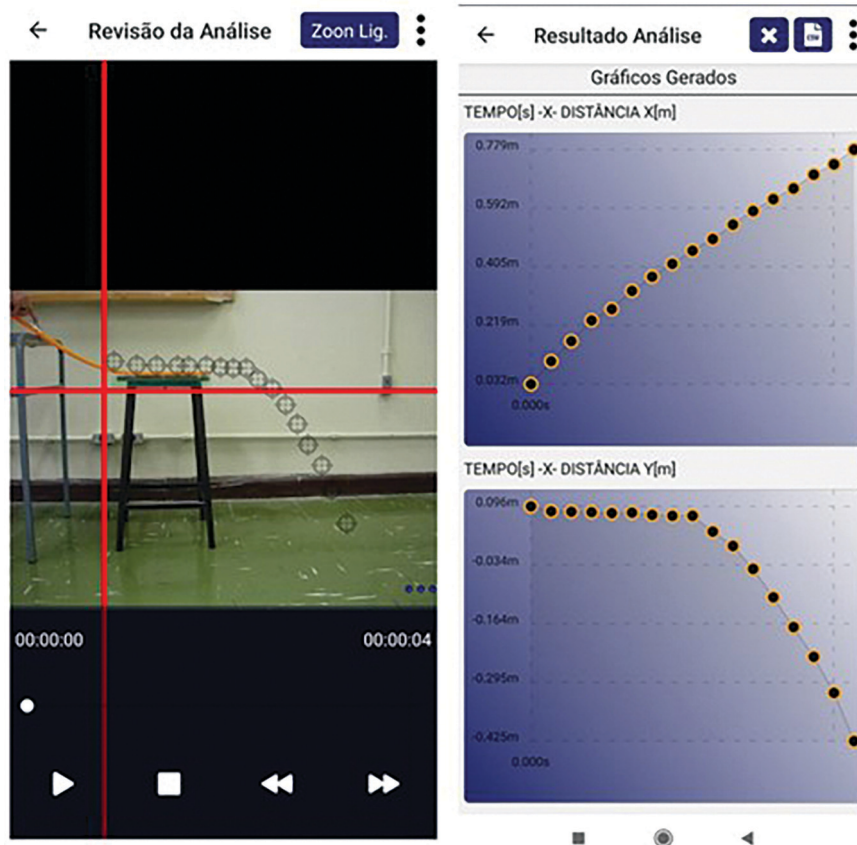 Revisão da Análise
Zoon Lig.
00:00:00
00:00:04
Resultado Análise
Gráficos Gerados
TEMPO[s] -X- DISTÂNCIA X[m]
0.779m
0.592m
0.405m
0.219m
0.032m
0.000s
TEMPO[s] -X- DISTÂNCIA Y[m]
0.096m
-0.034m
-0.164m
-0.295m
-0.425m
0.000s